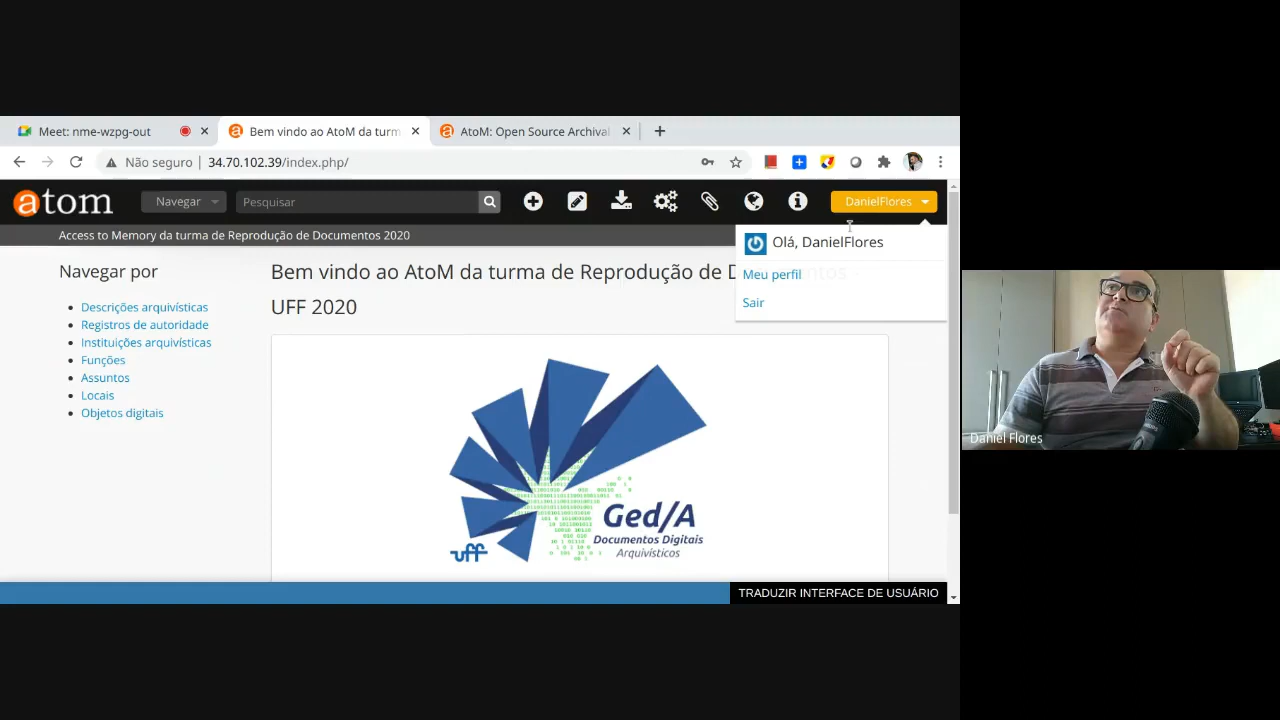 Meet: nme-wzpg-out
Bem vindo ao AtoM da turm
AtoM: Open Source Archival
Não seguro
34.70.102.39/index.php/
atom
Navegar
Pesquisar
DanielFlores
Access to Memory da turma de Reprodução de Documentos 2020
Olá, DanielFlores
Meu perfil
Sair
Navegar por
Descrições arquivísticas
Registros de autoridade
Instituições arquivísticas
Funções
Assuntos
Locais
Objetos digitais
Bem vindo ao AtoM da turma de Reprodução de Documentos -
UFF 2020
Ged/A
Documentos Digitais
Arquivísticos
uff
TRADUZIR INTERFACE DE USUÁRIO
Daniel Flores